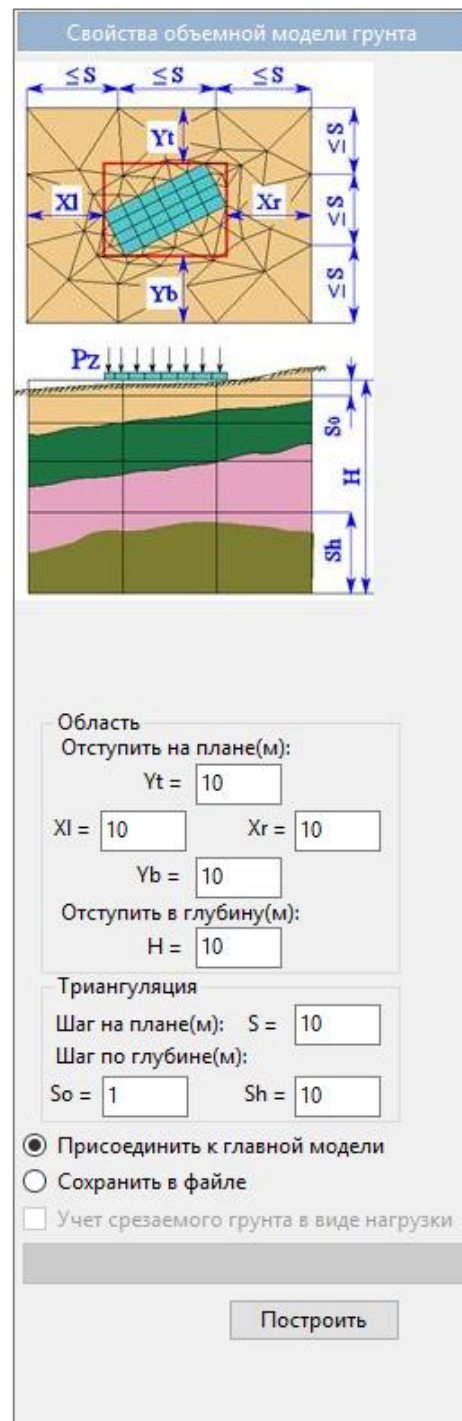 Свойства объемной модели грунта
≤S ≤S ≤S
Yt
≤S
Xl Xr
≤S
Yb
≤S
Pz
S0
H
Sh
Область
Отступить на плане(м):
Yt = 10
Xl = 10 Xr = 10
Yb = 10
Отступить в глубину(м):
H = 10
Триангуляция
Шаг на плане(м): S = 10
Шаг по глубине(м):
So = 1 Sh = 10
Присоединить к главной модели
Сохранить в файле
Учет срезаемого грунта в виде нагрузки
Построить